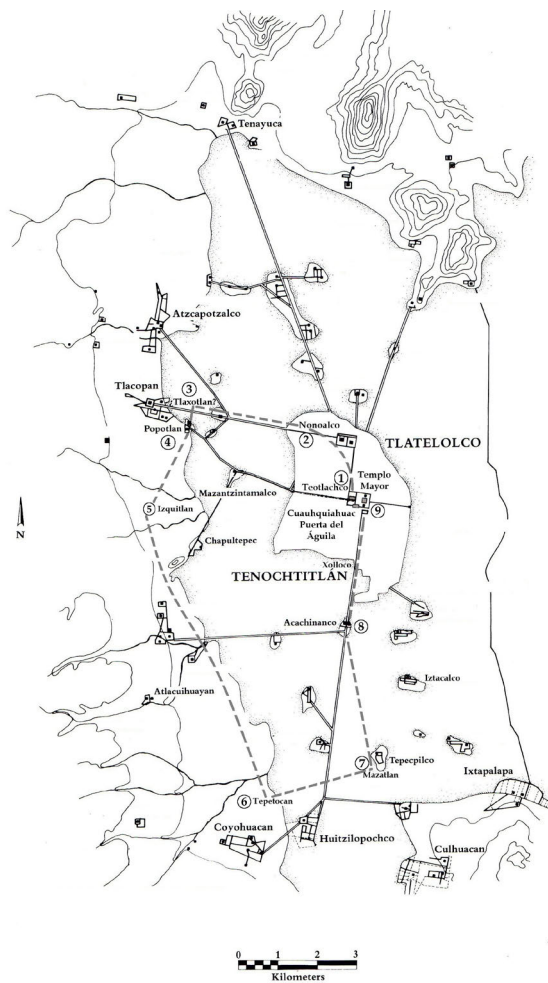 Tenayuca
Atzcapotzalco
Tlacopan
③
Tlaxotlan?
Popotlan
④
Nonoalco
②
TLATELOLCO
①
Teotlachco
Templo
Mayor
⑨
Mazantzintamalco
Cuauhquiahuac
Puerta del
Águila
⑤ Izquitlan
N
Chapultepec
Xolloco
TENOCHTITLÁN
Acachinanco
⑧
Iztacalco
Atlacuihuayan
⑦
Tepecpilco
Mazatlan
Ixtapalapa
⑥ Tepetocan
Coyohuacan
Huitzilopochco
Culhuacan
0 1 2 3
Kilometers